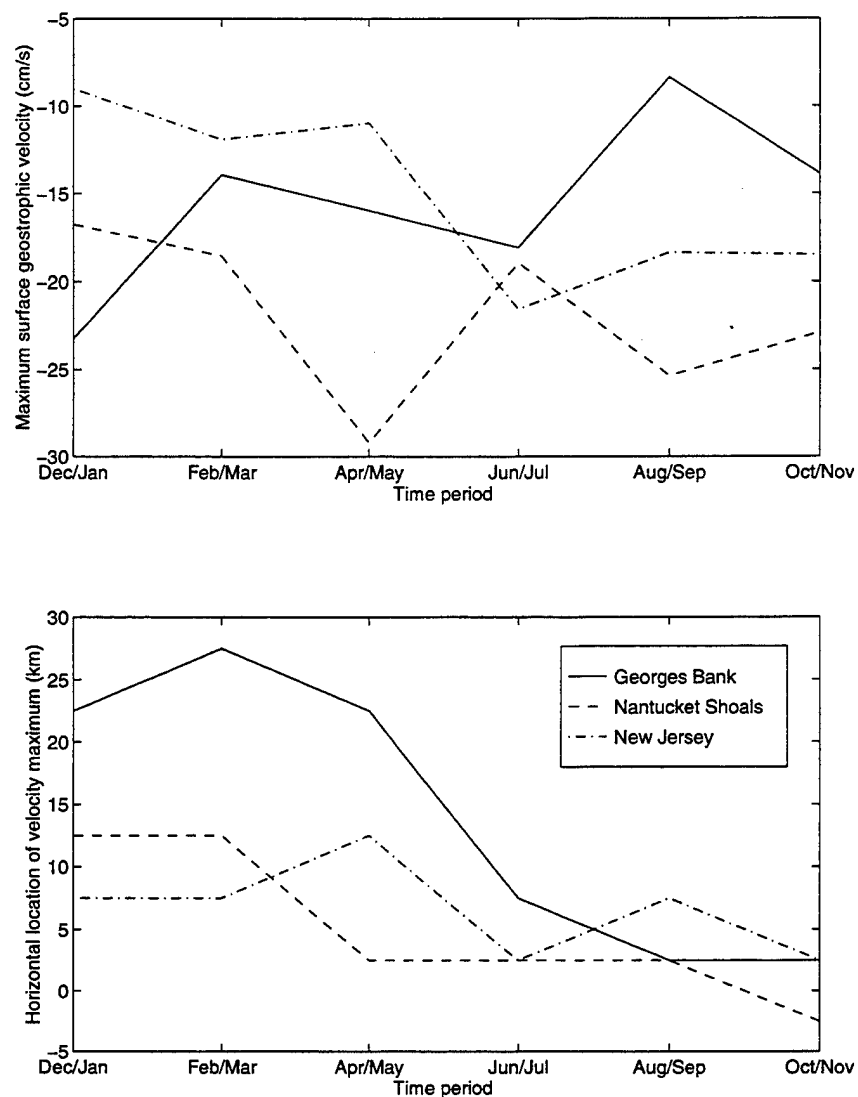 Maximum surface geostrophic velocity (cm/s)
−5
−10
−15
−20
−25
−30
Dec/Jan Feb/Mar Apr/May Jun/Jul Aug/Sep Oct/Nov
Time period
Horizontal location of velocity maximum (km)
30
25
20
15
10
5
0
−5
Georges Bank
Nantucket Shoals
New Jersey
Dec/Jan Feb/Mar Apr/May Jun/Jul Aug/Sep Oct/Nov
Time period